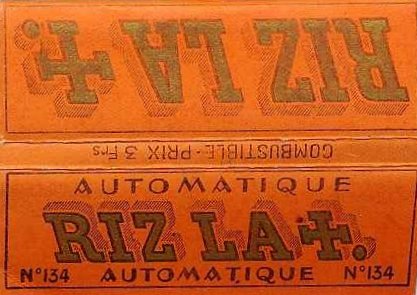 RIZ LA+.
COMBUSTIBLE-PRIX 3 Frs
AUTOMATIQUE
RIZ LA+.
N°134 AUTOMATIQUE N°134